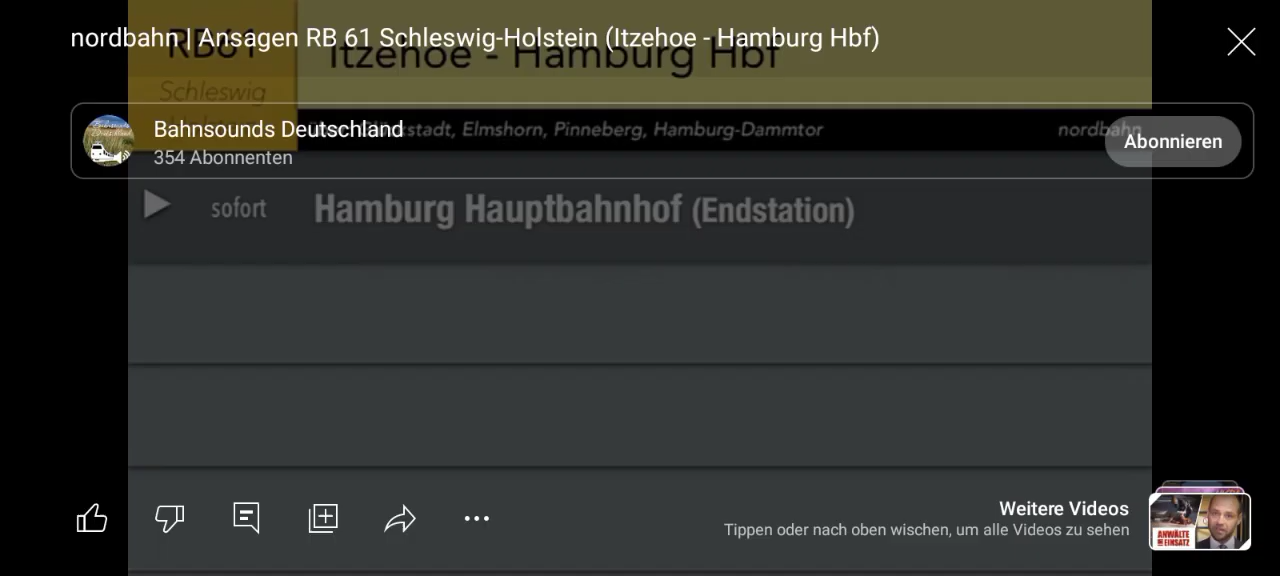 nordbahn | Ansagen RB 61 Schleswig-Holstein (Itzehoe - Hamburg Hbf)
RB61
Itzehoe - Hamburg Hbf
Schleswig
Bahnsounds Deutschland
354 Abonnenten
Elmshorn, Pinneberg, Hamburg-Dammtor
nordbahn
Abonnieren
sofort
Hamburg Hauptbahnhof (Endstation)
Weitere Videos
Tippen oder nach oben wischen, um alle Videos zu sehen
ANWÄLTE
IM EINSATZ